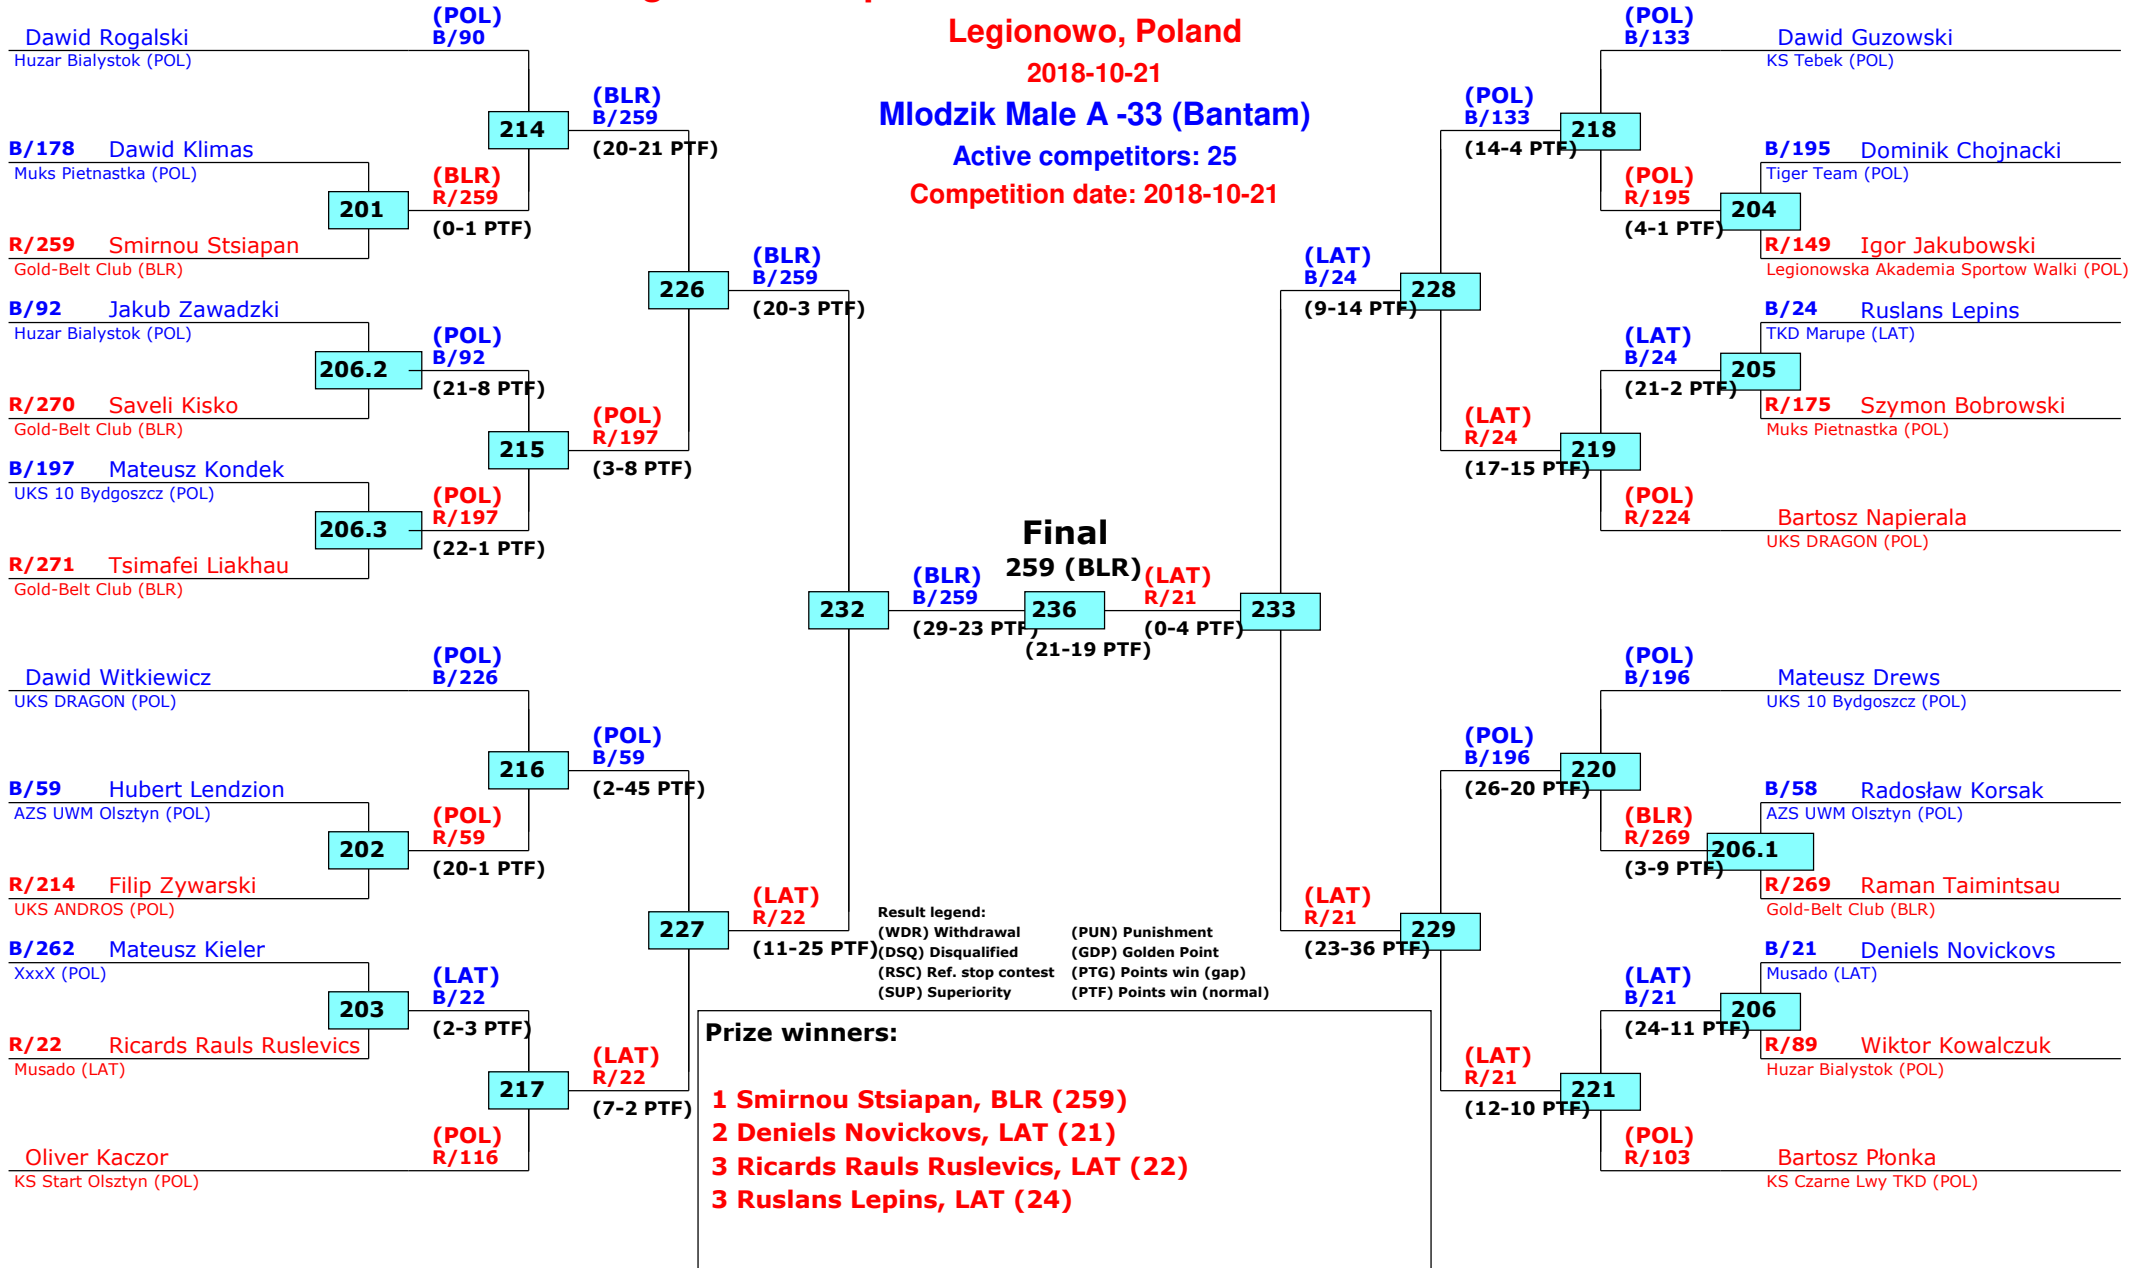 Legionowo, Poland
2018-10-21
Mlodzik Male A -33 (Bantam)
Active competitors: 25
Competition date: 2018-10-21
Dawid Rogalski
Huzar Bialystok (POL)
(POL)
B/90
B/178 Dawid Klimas
Muks Pietnastka (POL)
201
R/259 Smirnou Stsiapan
Gold-Belt Club (BLR)
(BLR)
R/259
(0-1 PTF)
214
(BLR)
B/259
(20-21 PTF)
B/92 Jakub Zawadzki
Huzar Bialystok (POL)
206.2
R/270 Saveli Kisko
Gold-Belt Club (BLR)
(POL)
B/92
(21-8 PTF)
215
B/197 Mateusz Kondek
UKS 10 Bydgoszcz (POL)
206.3
R/271 Tsimafei Liakhau
Gold-Belt Club (BLR)
(POL)
R/197
(22-1 PTF)
(POL)
R/197
(3-8 PTF)
226
(BLR)
B/259
(20-3 PTF)
Dawid Witkiewicz
UKS DRAGON (POL)
(POL)
B/226
B/59 Hubert Lendzion
AZS UWM Olsztyn (POL)
202
R/214 Filip Zywarski
UKS ANDROS (POL)
(POL)
R/59
(20-1 PTF)
216
(POL)
B/59
(2-45 PTF)
B/262 Mateusz Kieler
XxxX (POL)
203
R/22 Ricards Rauls Ruslevics
Musado (LAT)
(LAT)
B/22
(2-3 PTF)
217
Oliver Kaczor
KS Start Olsztyn (POL)
(POL)
R/116
(LAT)
R/22
(7-2 PTF)
227
(LAT)
R/22
(11-25 PTF)
232
(BLR)
B/259
(29-23 PTF)
Final
259 (BLR)
236
(21-19 PTF)
(LAT)
R/21
(0-4 PTF)
233
(LAT)
B/24
(9-14 PTF)
228
(POL)
B/133
(14-4 PTF)
218
(POL)
B/133
Dawid Guzowski
KS Tebek (POL)
(POL)
R/195
(4-1 PTF)
204
B/195 Dominik Chojnacki
Tiger Team (POL)
R/149 Igor Jakubowski
Legionowska Akademia Sportow Walki (POL)
(LAT)
R/24
(17-15 PTF)
219
(LAT)
B/24
(21-2 PTF)
205
B/24 Ruslans Lepins
TKD Marupe (LAT)
R/175 Szymon Bobrowski
Muks Pietnastka (POL)
(POL)
R/224
Bartosz Napierala
UKS DRAGON (POL)
(LAT)
R/21
(23-36 PTF)
229
(POL)
B/196
(26-20 PTF)
220
(POL)
B/196
Mateusz Drews
UKS 10 Bydgoszcz (POL)
(BLR)
R/269
(3-9 PTF)
206.1
B/58 Radosław Korsak
AZS UWM Olsztyn (POL)
R/269 Raman Taimintsau
Gold-Belt Club (BLR)
(LAT)
R/21
(12-10 PTF)
221
(LAT)
B/21
(24-11 PTF)
206
B/21 Deniels Novickovs
Musado (LAT)
R/89 Wiktor Kowalczuk
Huzar Bialystok (POL)
(POL)
R/103
Bartosz Płonka
KS Czarne Lwy TKD (POL)
Result legend:
(WDR) Withdrawal (PUN) Punishment
(DSQ) Disqualified (GDP) Golden Point
(RSC) Ref. stop contest (PTG) Points win (gap)
(SUP) Superiority (PTF) Points win (normal)
Prize winners:
1 Smirnou Stsiapan, BLR (259)
2 Deniels Novickovs, LAT (21)
3 Ricards Rauls Ruslevics, LAT (22)
3 Ruslans Lepins, LAT (24)